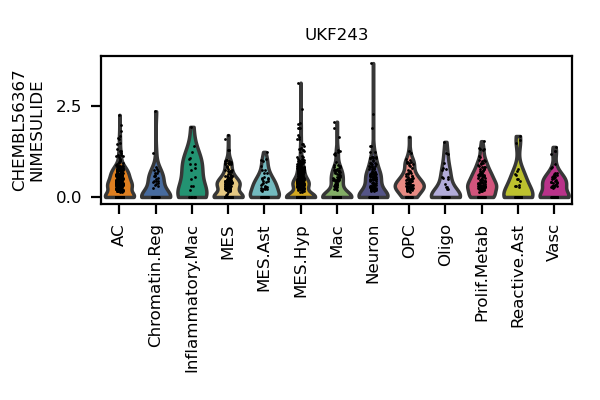 UKF243
CHEMBL56367
NIMESULIDE
2.5
0.0
AC
Chromatin.Reg
Inflammatory.Mac
MES
MES.Ast
MES.Hyp
Mac
Neuron
OPC
Oligo
Prolif.Metab
Reactive.Ast
Vasc